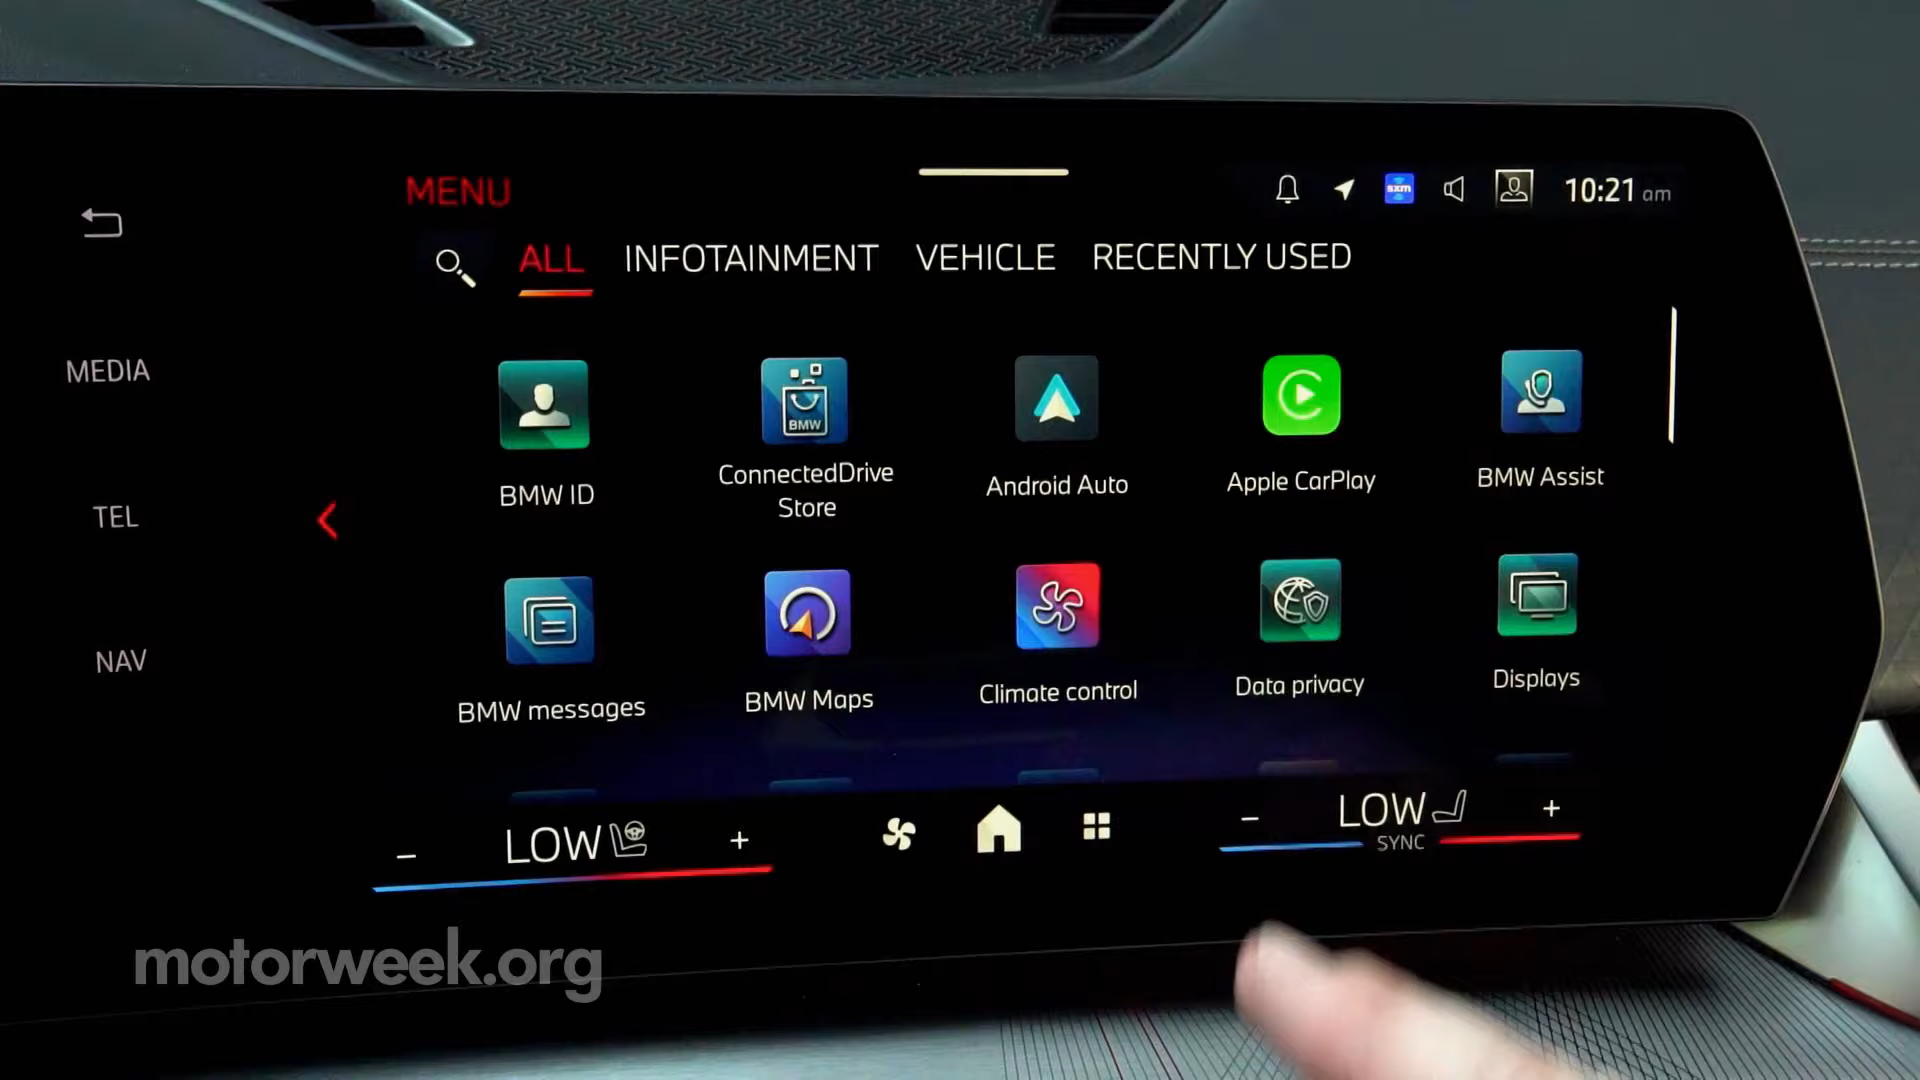 MENU
sxm
10:21 am
ALL INFOTAINMENT VEHICLE RECENTLY USED
MEDIA
TEL
NAV
BMW
BMW ID
ConnectedDrive
Store
Android Auto
Apple CarPlay
BMW Assist
BMW messages
BMW Maps
Climate control
Data privacy
Displays
– LOW +
– LOW +
SYNC
motorweek.org